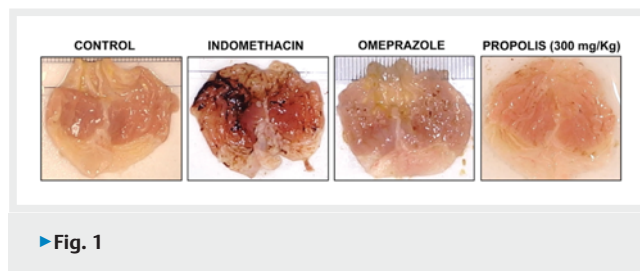 CONTROL INDOMETHACIN OMEPRAZOLE PROPOLIS (300 mg/Kg)
▶Fig. 1